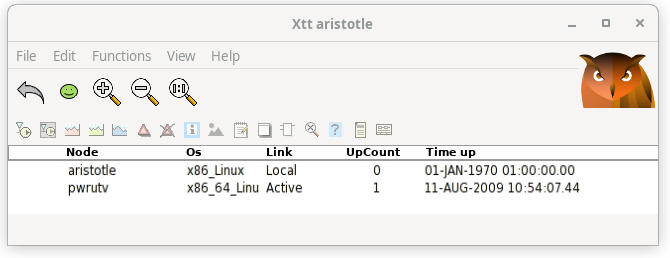 Xtt aristotle
File Edit Functions View Help
Node Os Link UpCount Time up
aristotle x86_Linux Local 0 01-JAN-1970 01:00:00.00
pwrutv x86_64_Linu Active 1 11-AUG-2009 10:54:07.44